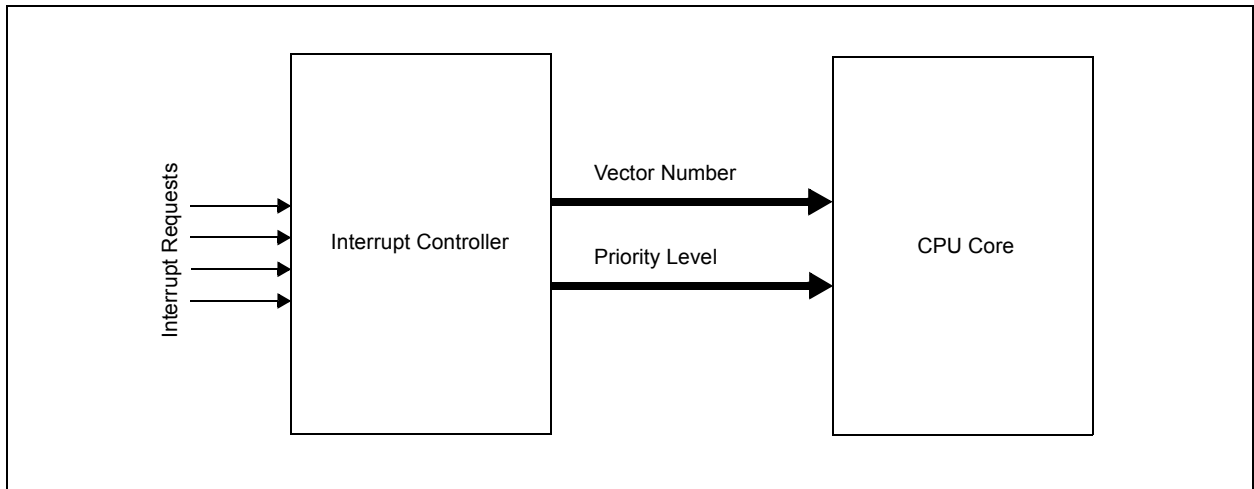 Interrupt Requests
Interrupt Controller
Vector Number
Priority Level
CPU Core